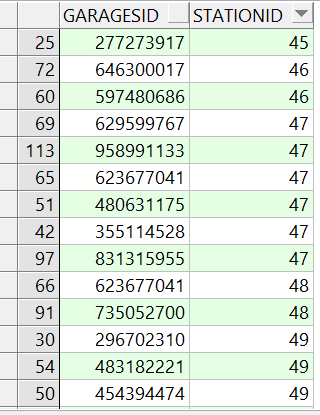 GARAGESID STATIONID
25 277273917 45
72 646300017 46
60 597480686 46
69 629599767 47
113 958991133 47
65 623677041 47
51 480631175 47
42 355114528 47
97 831315955 47
66 623677041 48
91 735052700 48
30 296702310 49
54 483182221 49
50 454394474 49